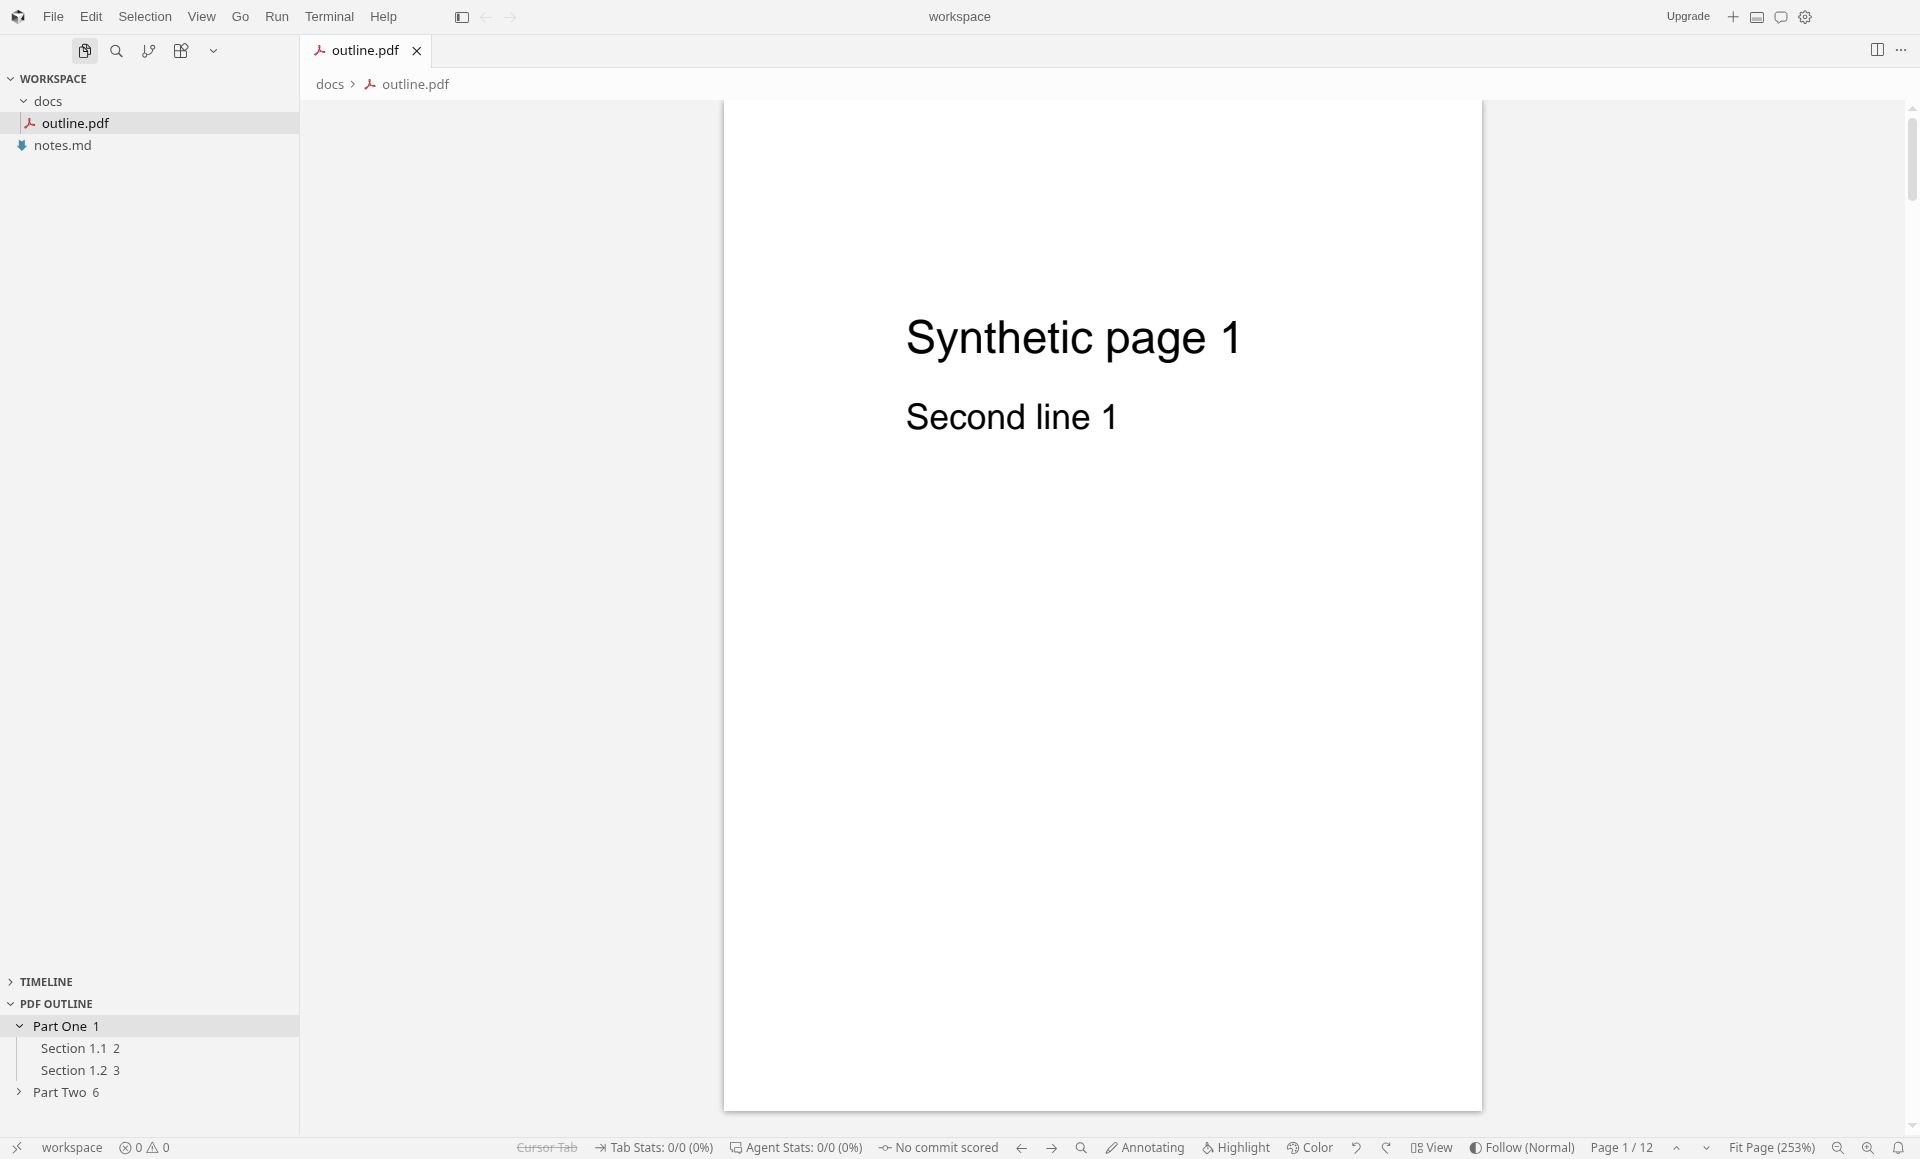 File Edit Selection View Go Run Terminal Help
workspace
Upgrade
WORKSPACE
docs
outline.pdf
notes.md
outline.pdf
docs > outline.pdf
Synthetic page 1
Second line 1
TIMELINE
PDF OUTLINE
Part One 1
Section 1.1 2
Section 1.2 3
Part Two 6
workspace 0 0 Cursor Tab Tab Stats: 0/0 (0%) Agent Stats: 0/0 (0%) No commit scored Annotating Highlight Color View Follow (Normal) Page 1 / 12 Fit Page (253%)